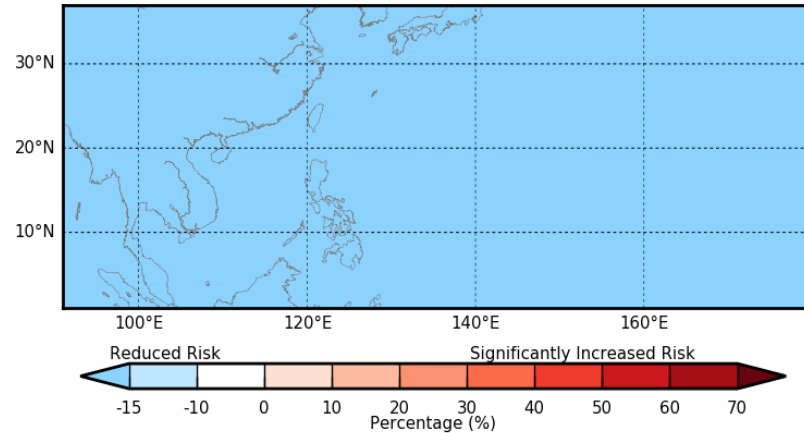 30°N
20°N
10°N
100°E 120°E 140°E 160°E
Reduced Risk Significantly Increased Risk
-15 -10 0 10 20 30 40 50 60 70
Percentage (%)